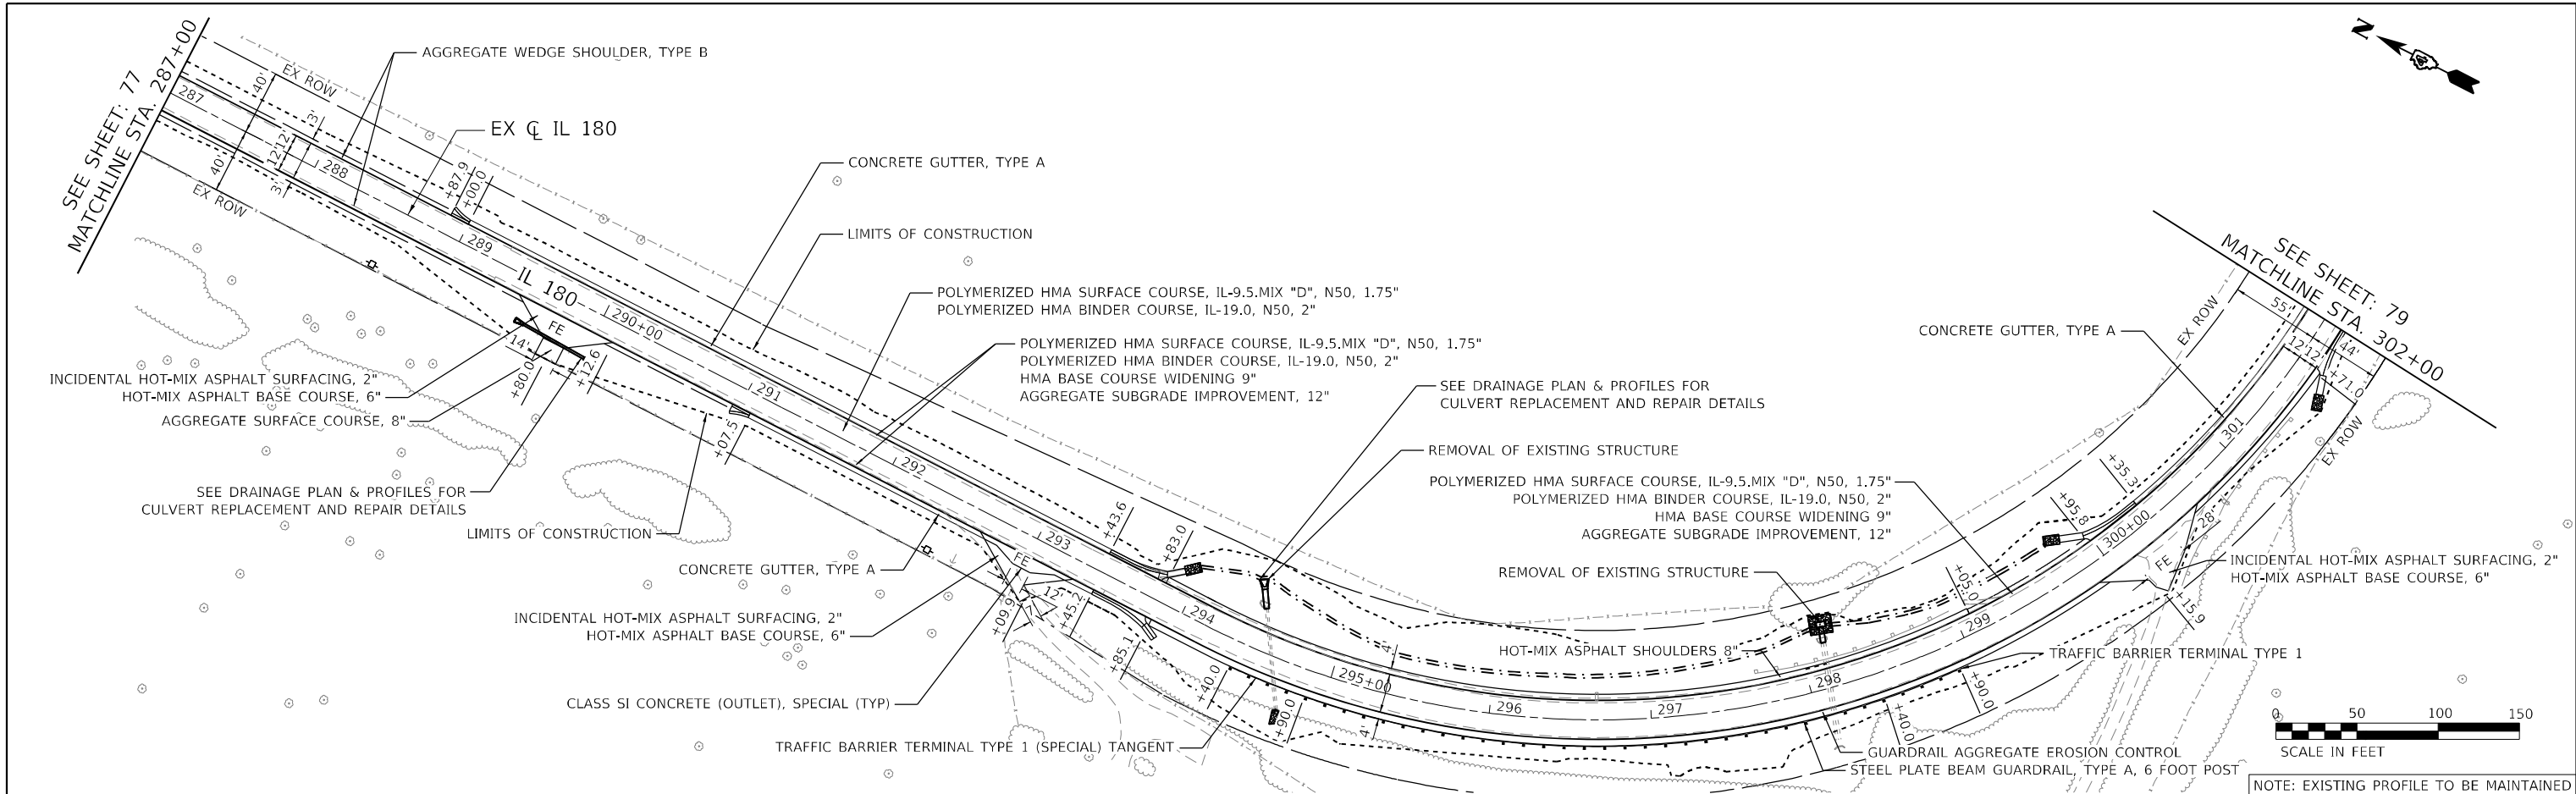 SEE SHEET: 77
MATCHLINE STA. 287+00
EX ROW
40'
40'
EX ROW
287
12'
12'
3'
3'
288
AGGREGATE WEDGE SHOULDER, TYPE B
EX ℄ IL 180
+87.9
+00.0
289
IL 180
290+00
CONCRETE GUTTER, TYPE A
LIMITS OF CONSTRUCTION
POLYMERIZED HMA SURFACE COURSE, IL-9.5.MIX "D", N50, 1.75"
POLYMERIZED HMA BINDER COURSE, IL-19.0, N50, 2"
POLYMERIZED HMA SURFACE COURSE, IL-9.5.MIX "D", N50, 1.75"
POLYMERIZED HMA BINDER COURSE, IL-19.0, N50, 2"
HMA BASE COURSE WIDENING 9"
AGGREGATE SUBGRADE IMPROVEMENT, 12"
FE
14'
+80.0
+12.6
INCIDENTAL HOT-MIX ASPHALT SURFACING, 2"
HOT-MIX ASPHALT BASE COURSE, 6"
AGGREGATE SURFACE COURSE, 8"
SEE DRAINAGE PLAN & PROFILES FOR
CULVERT REPLACEMENT AND REPAIR DETAILS
LIMITS OF CONSTRUCTION
+07.5
291
292
293
CONCRETE GUTTER, TYPE A
INCIDENTAL HOT-MIX ASPHALT SURFACING, 2"
HOT-MIX ASPHALT BASE COURSE, 6"
CLASS SI CONCRETE (OUTLET), SPECIAL (TYP)
TRAFFIC BARRIER TERMINAL TYPE 1 (SPECIAL) TANGENT
FE
12'
7'
+09.9
+45.2
+85.1
+43.6
+83.0
294
+40.0
+90.0
SEE DRAINAGE PLAN & PROFILES FOR
CULVERT REPLACEMENT AND REPAIR DETAILS
REMOVAL OF EXISTING STRUCTURE
POLYMERIZED HMA SURFACE COURSE, IL-9.5.MIX "D", N50, 1.75"
POLYMERIZED HMA BINDER COURSE, IL-19.0, N50, 2"
HMA BASE COURSE WIDENING 9"
AGGREGATE SUBGRADE IMPROVEMENT, 12"
REMOVAL OF EXISTING STRUCTURE
HOT-MIX ASPHALT SHOULDERS 8"
4'
4'
295+00
296
297
298
299
300+00
301
+05.0
+95.8
+35.3
CONCRETE GUTTER, TYPE A
EX ROW
55'
12'
12'
44'
+71.0
EX ROW
SEE SHEET: 79
MATCHLINE STA. 302+00
28'
FE
+15.9
INCIDENTAL HOT-MIX ASPHALT SURFACING, 2"
HOT-MIX ASPHALT BASE COURSE, 6"
TRAFFIC BARRIER TERMINAL TYPE 1
+90.0
+40.0
GUARDRAIL AGGREGATE EROSION CONTROL
STEEL PLATE BEAM GUARDRAIL, TYPE A, 6 FOOT POST
N
0 50 100 150
SCALE IN FEET
NOTE: EXISTING PROFILE TO BE MAINTAINED